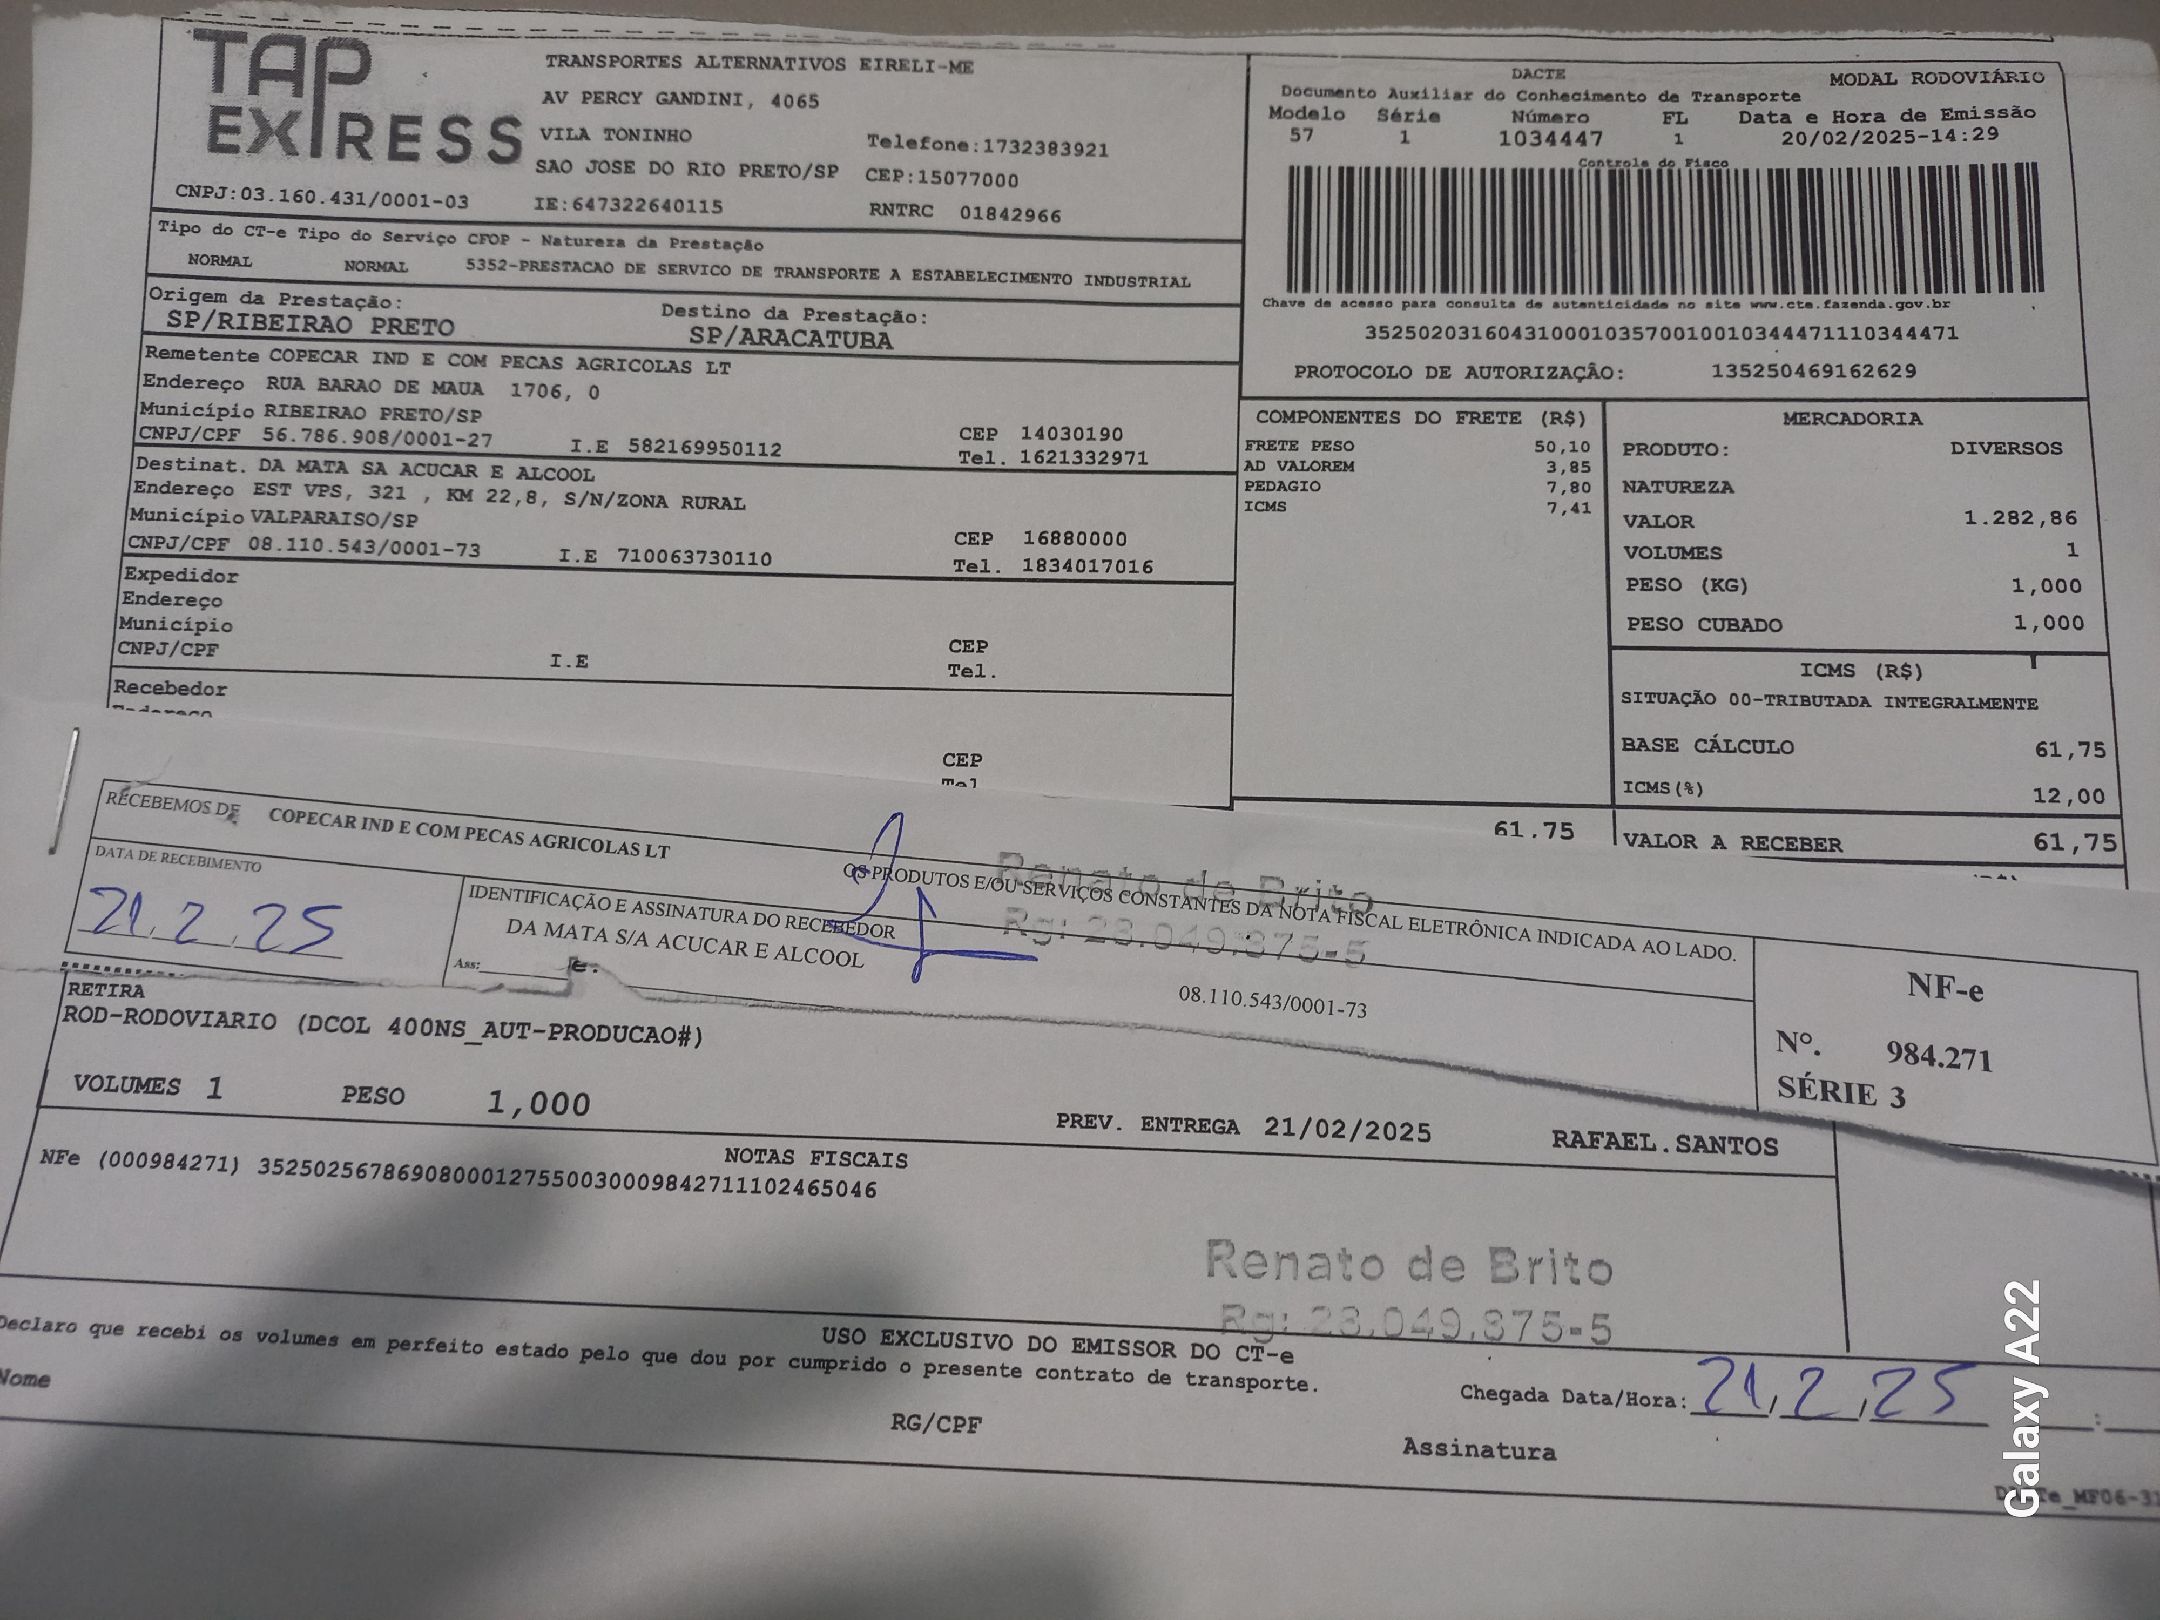 TAP EXPRESS
TRANSPORTES ALTERNATIVOS EIRELI-ME
AV PERCY GANDINI, 4065
VILA TONINHO Telefone:1732383921
SAO JOSE DO RIO PRETO/SP CEP:15077000
CNPJ:03.160.431/0001-03 IE:647322640115 RNTRC 01842966
Tipo do CT-e Tipo do Serviço CFOP - Natureza da Prestação
NORMAL NORMAL 5352-PRESTACAO DE SERVICO DE TRANSPORTE A ESTABELECIMENTO INDUSTRIAL
Origem da Prestação: Destino da Prestação:
SP/RIBEIRAO PRETO SP/ARACATUBA
Remetente COPECAR IND E COM PECAS AGRICOLAS LT
Endereço RUA BARAO DE MAUA 1706, 0
Município RIBEIRAO PRETO/SP CEP 14030190
CNPJ/CPF 56.786.908/0001-27 I.E 582169950112 Tel. 1621332971
Destinat. DA MATA SA ACUCAR E ALCOOL
Endereço EST VPS, 321 , KM 22,8, S/N/ZONA RURAL
Município VALPARAISO/SP CEP 16880000
CNPJ/CPF 08.110.543/0001-73 I.E 710063730110 Tel. 1834017016
Expedidor
Endereço
Município CEP
CNPJ/CPF I.E Tel.
Recebedor
Endereço
CEP
Tel
DACTE MODAL RODOVIÁRIO
Documento Auxiliar do Conhecimento de Transporte
Modelo Série Número FL Data e Hora de Emissão
57 1 1034447 1 20/02/2025-14:29
Controle do Fisco
Chave de acesso para consulta de autenticidade no site www.cte.fazenda.gov.br
35250203160431000103570010010344471110344471
PROTOCOLO DE AUTORIZAÇÃO: 135250469162629
COMPONENTES DO FRETE (R$)
FRETE PESO 50,10
AD VALOREM 3,85
PEDAGIO 7,80
ICMS 7,41
61,75
MERCADORIA
PRODUTO: DIVERSOS
NATUREZA
VALOR 1.282,86
VOLUMES 1
PESO (KG) 1,000
PESO CUBADO 1,000
ICMS (R$)
SITUAÇÃO 00-TRIBUTADA INTEGRALMENTE
BASE CÁLCULO 61,75
ICMS(%) 12,00
VALOR A RECEBER 61,75
RECEBEMOS DE COPECAR IND E COM PECAS AGRICOLAS LT OS PRODUTOS E/OU SERVIÇOS CONSTANTES DA NOTA FISCAL ELETRÔNICA INDICADA AO LADO.
Renato de Brito
Rg: 23.049.375-5
DATA DE RECEBIMENTO
21.2.25
IDENTIFICAÇÃO E ASSINATURA DO RECEBEDOR
DA MATA S/A ACUCAR E ALCOOL 08.110.543/0001-73
Ass:
NF-e
Nº. 984.271
SÉRIE 3
RETIRA
ROD-RODOVIARIO (DCOL 400NS_AUT-PRODUCAO#)
VOLUMES 1 PESO 1,000 PREV. ENTREGA 21/02/2025 RAFAEL.SANTOS
NOTAS FISCAIS
NFe (000984271) 35250256786908000127550030009842711102465046
Renato de Brito
Rg: 23.049.375-5
USO EXCLUSIVO DO EMISSOR DO CT-e
Declaro que recebi os volumes em perfeito estado pelo que dou por cumprido o presente contrato de transporte.
Nome RG/CPF Chegada Data/Hora: 21,2,25 :
Assinatura
Galaxy A22